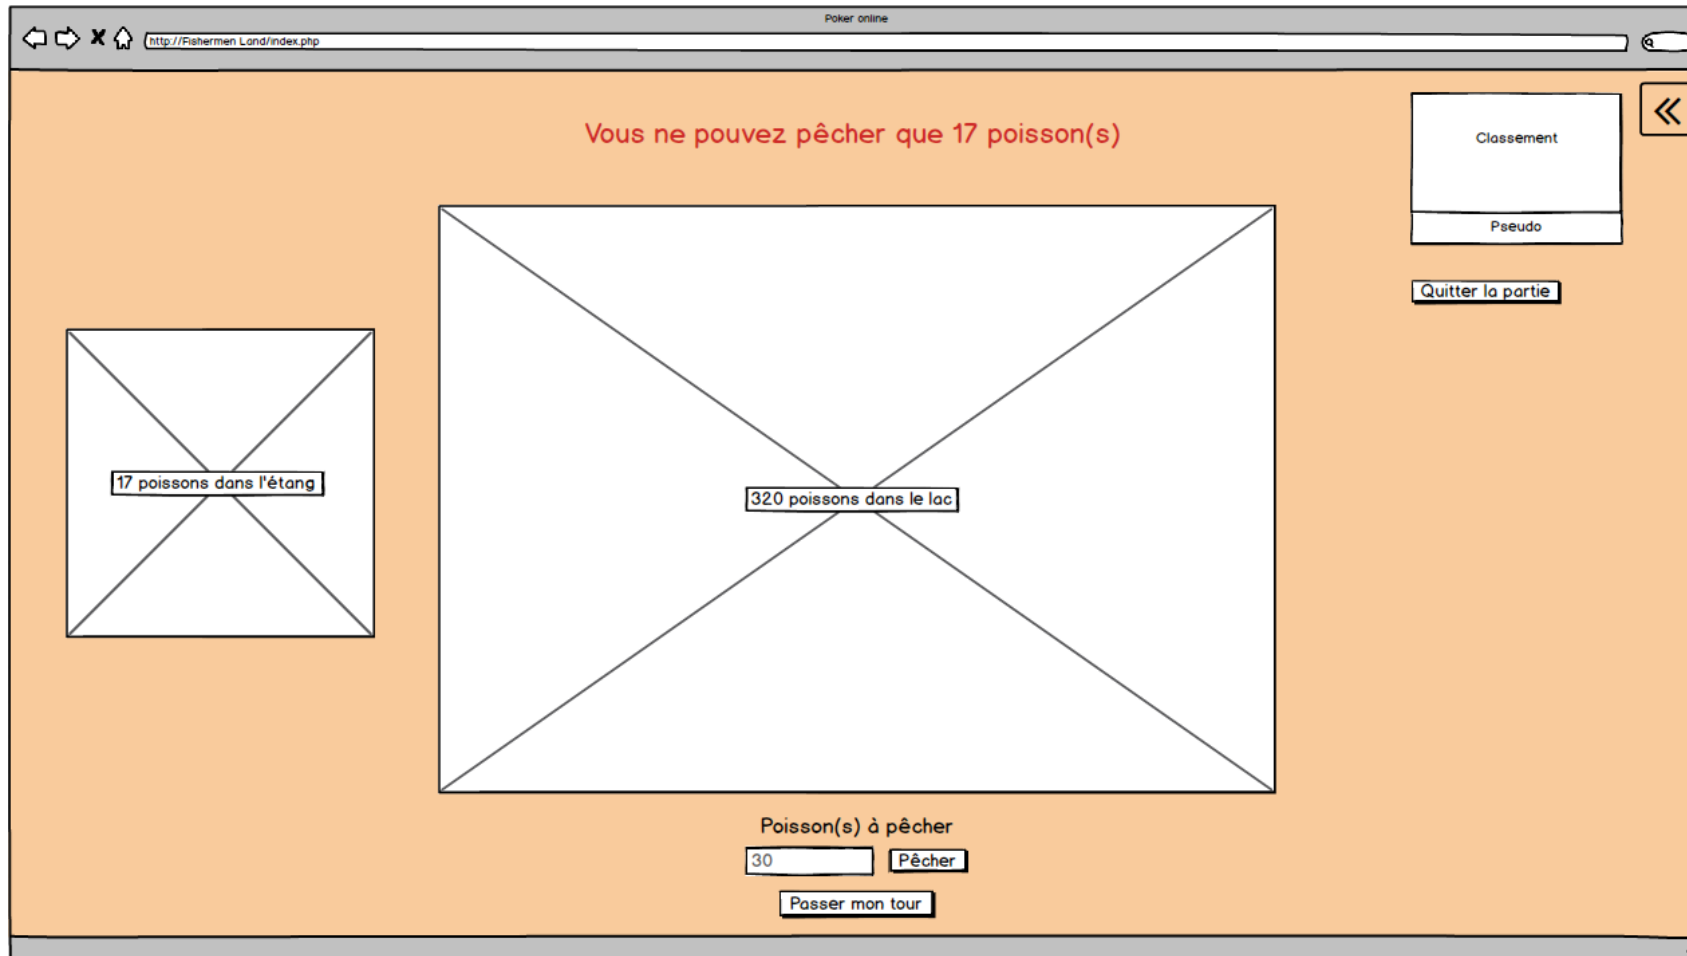 Poker online
http://Fishermen Land/index.php
Vous ne pouvez pêcher que 17 poisson(s)
Classement
Pseudo
Quitter la partie
17 poissons dans l'étang
320 poissons dans le lac
Poisson(s) à pêcher
30
Pêcher
Passer mon tour